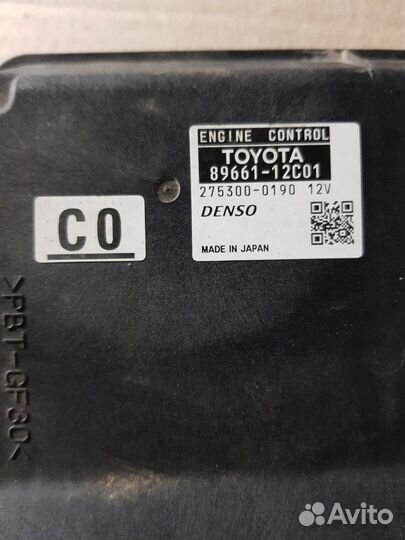 ENGINE CONTROL
TOYOTA
89661-12C01
275300-0190 12V
DENSO
MADE IN JAPAN
C0
>PBT-GF30<
Avito